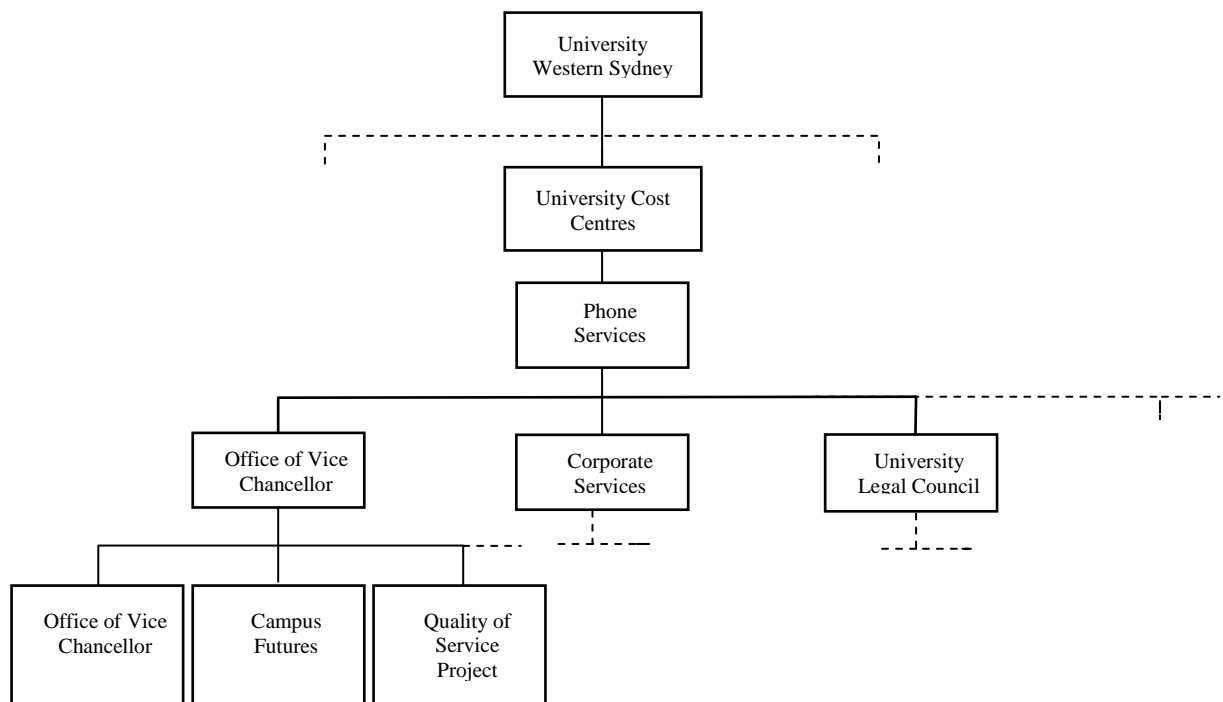 University
Western Sydney
University Cost
Centres
Phone
Services
Office of Vice
Chancellor
Corporate
Services
University
Legal Council
Office of Vice
Chancellor
Campus
Futures
Quality of
Service
Project